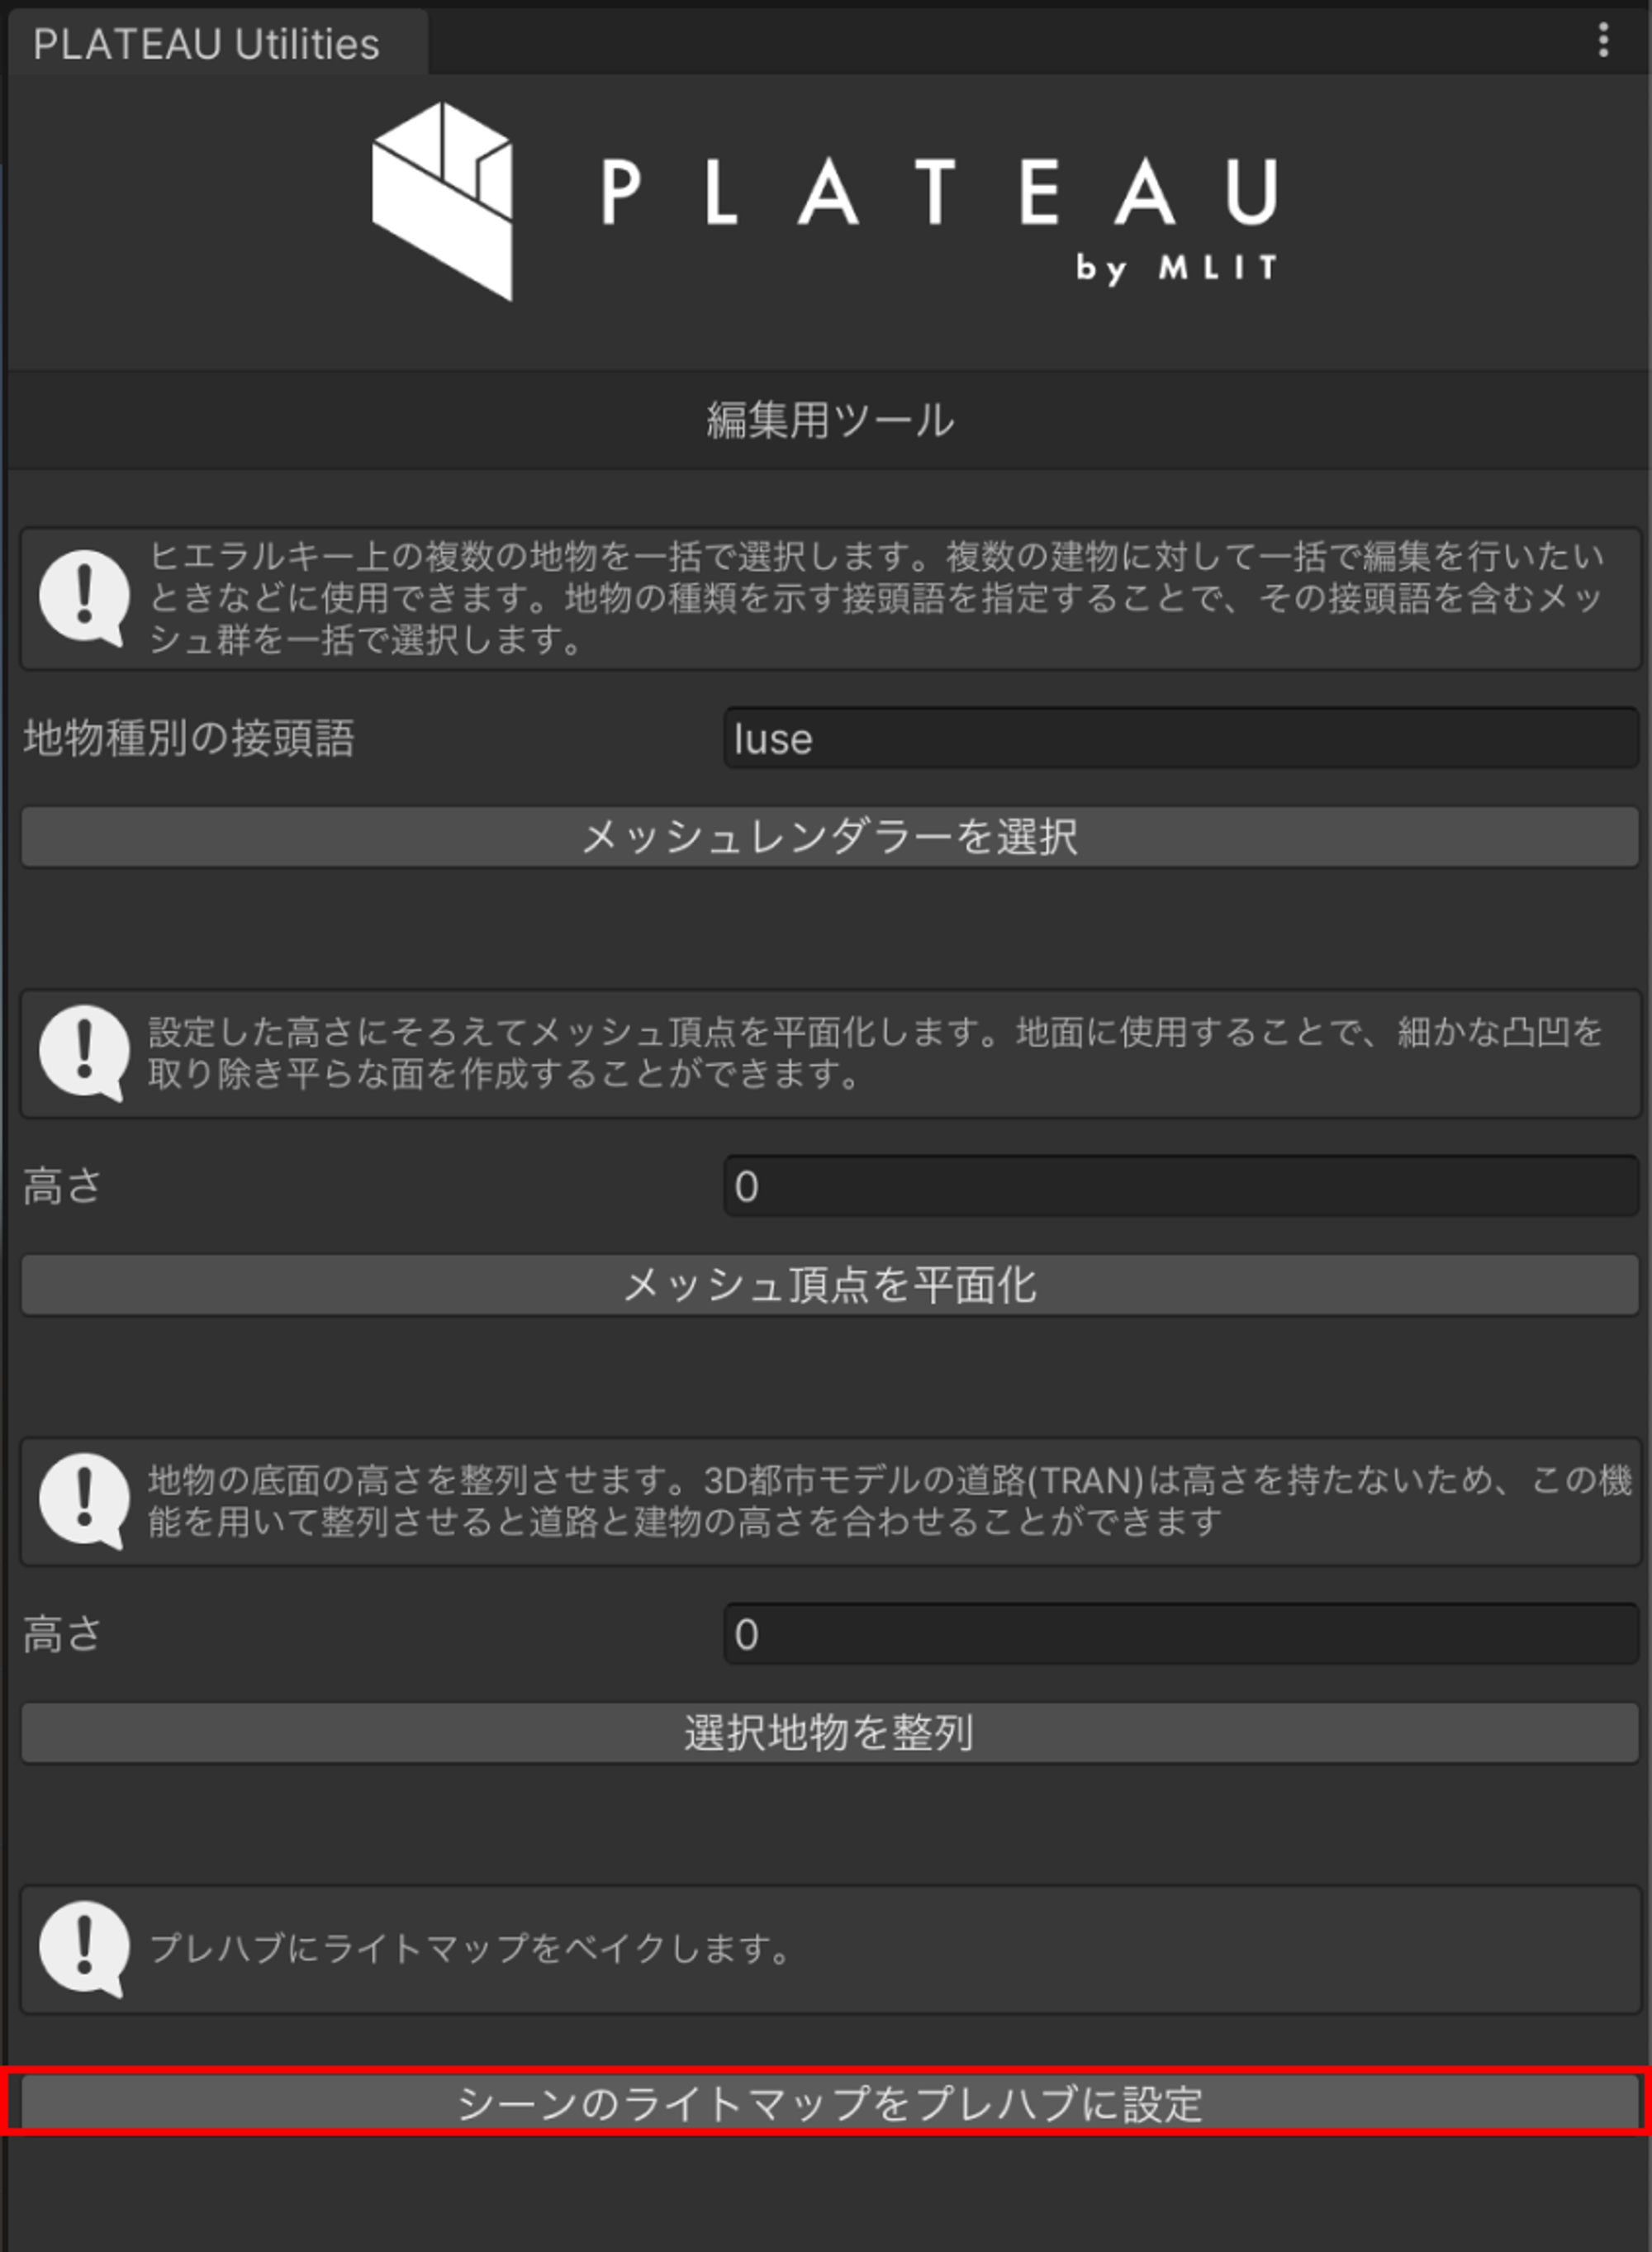 PLATEAU Utilities
PLATEAU
by MLIT
編集用ツール
ヒエラルキー上の複数の地物を一括で選択します。複数の建物に対して一括で編集を行いたい
ときなどに使用できます。地物の種類を示す接頭語を指定することで、その接頭語を含むメッ
シュ群を一括で選択します。
地物種別の接頭語 luse
メッシュレンダラーを選択
設定した高さにそろえてメッシュ頂点を平面化します。地面に使用することで、細かな凸凹を
取り除き平らな面を作成することができます。
高さ 0
メッシュ頂点を平面化
地物の底面の高さを整列させます。3D都市モデルの道路(TRAN)は高さを持たないため、この機
能を用いて整列させると道路と建物の高さを合わせることができます
高さ 0
選択地物を整列
プレハブにライトマップをベイクします。
シーンのライトマップをプレハブに設定